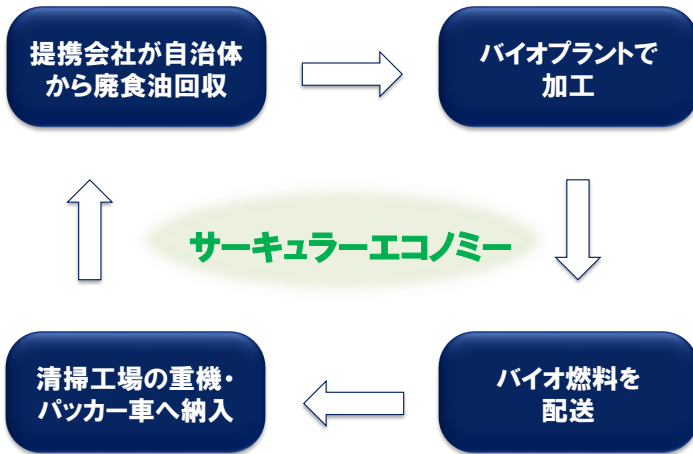 提携会社が自治体
から廃食油回収
バイオプラントで
加工
サーキュラーエコノミー
清掃工場の重機・
パッカー車へ納入
バイオ燃料を
配送